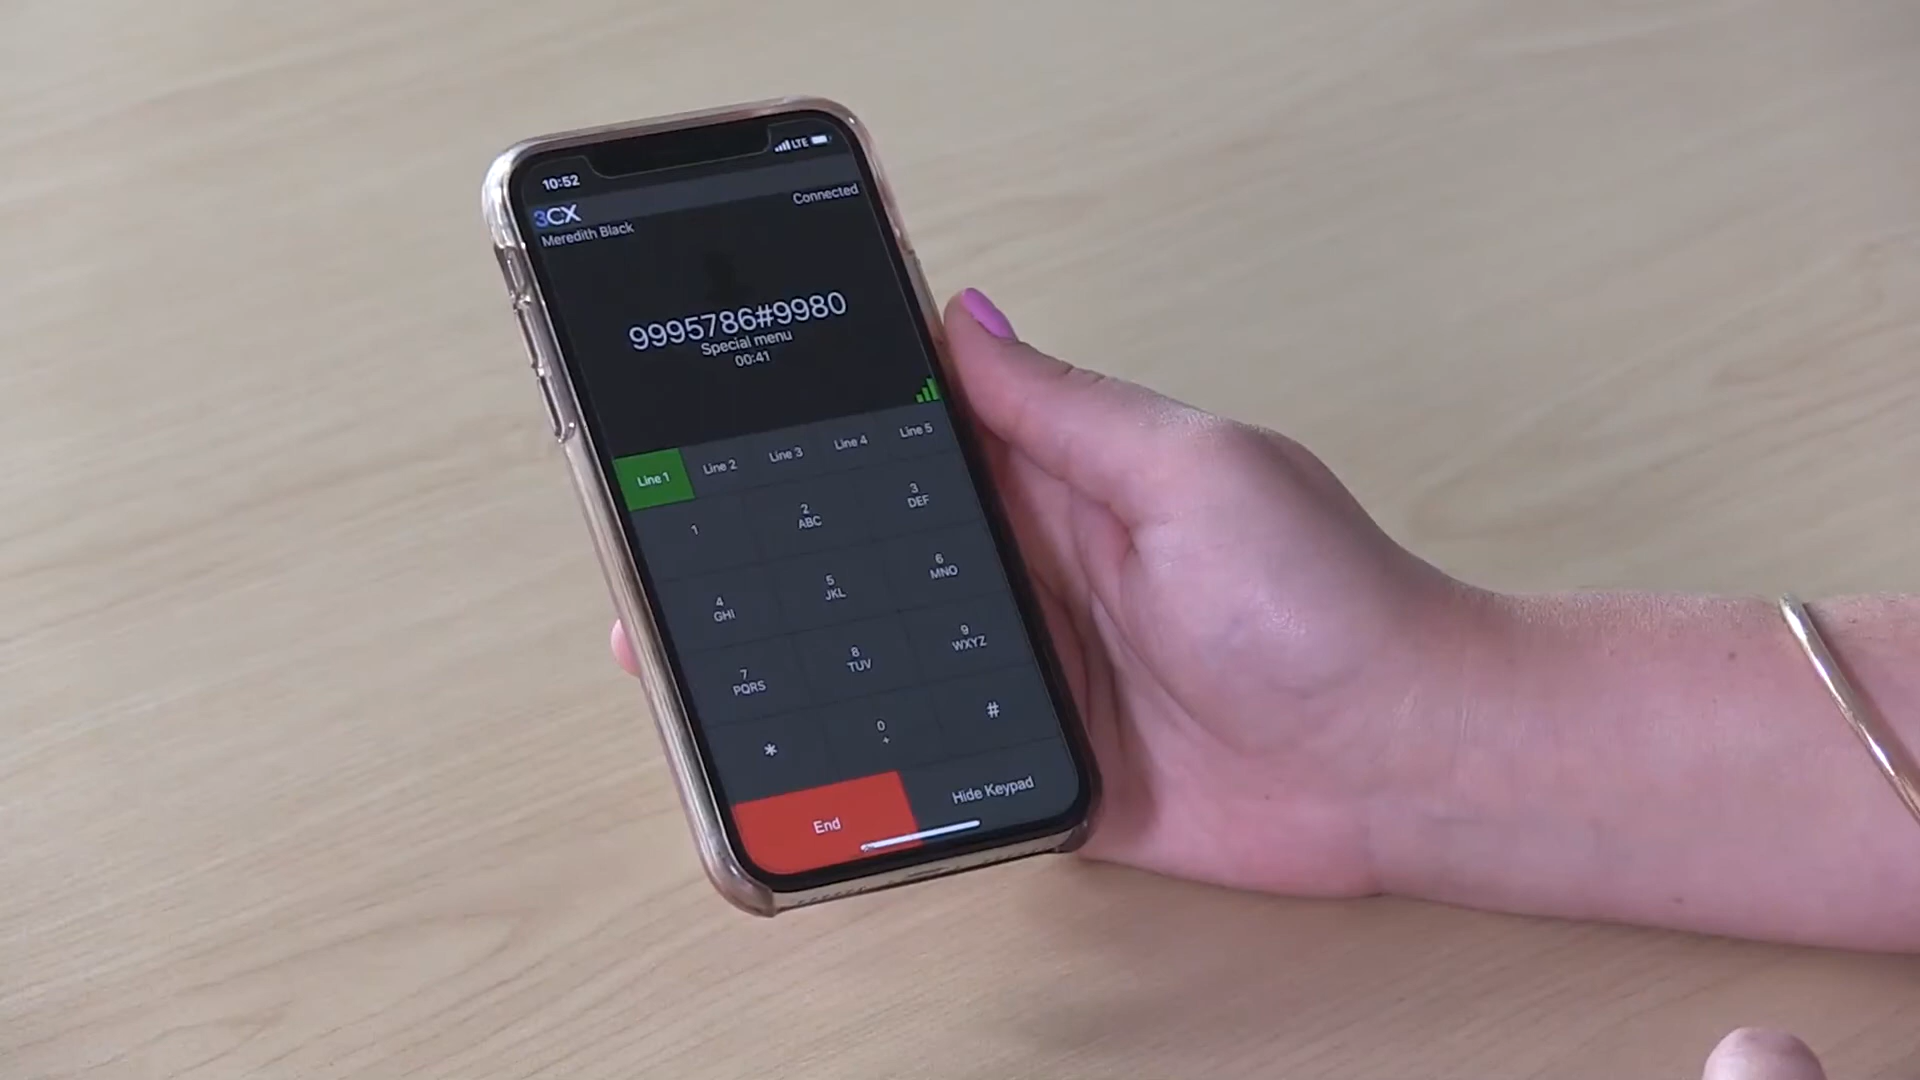 10:52
LTE
3CX
Connected
Meredith Black
9995786#9980
Special menu
00:41
Line 1
Line 2
Line 3
Line 4
Line 5
1
2
ABC
3
DEF
4
GHI
5
JKL
6
MNO
7
PQRS
8
TUV
9
WXYZ
*
0
+
#
End
Hide Keypad